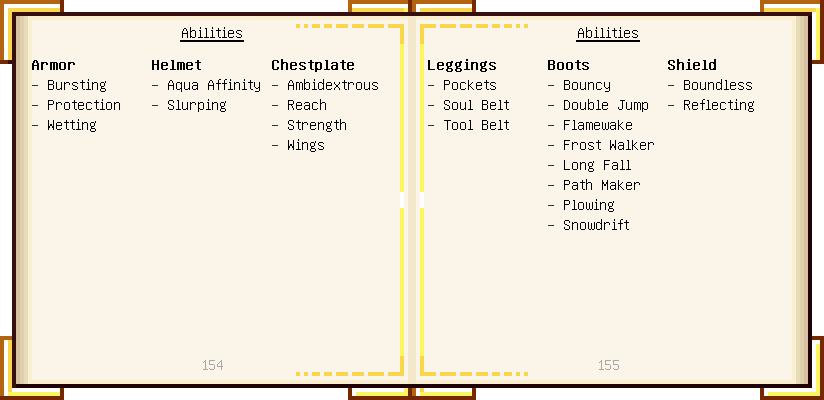 Abilities
Armor
- Bursting
- Protection
- Wetting
Helmet
- Aqua Affinity
- Slurping
Chestplate
- Ambidextrous
- Reach
- Strength
- Wings
154
Abilities
Leggings
- Pockets
- Soul Belt
- Tool Belt
Boots
- Bouncy
- Double Jump
- Flamewake
- Frost Walker
- Long Fall
- Path Maker
- Plowing
- Snowdrift
Shield
- Boundless
- Reflecting
155